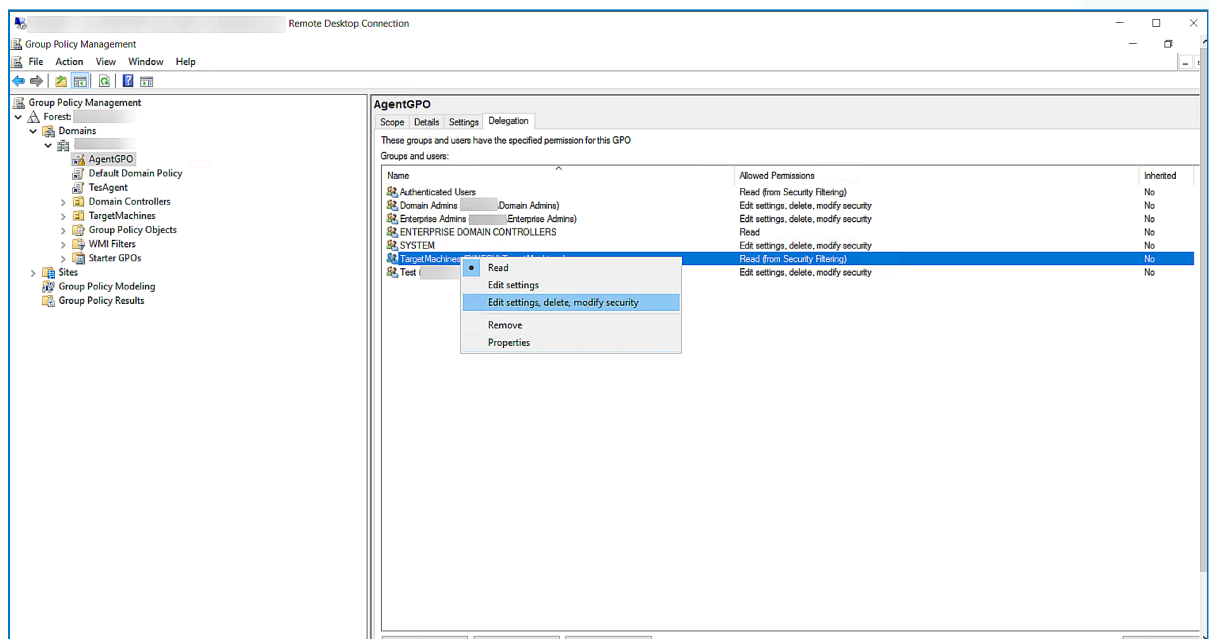 Remote Desktop Connection
Group Policy Management
File Action View Window Help
Group Policy Management
Forest:
Domains
AgentGPO
Default Domain Policy
TesAgent
Domain Controllers
TargetMachines
Group Policy Objects
WMI Filters
Starter GPOs
Sites
Group Policy Modeling
Group Policy Results
AgentGPO
Scope Details Settings Delegation
These groups and users have the specified permission for this GPO
Groups and users:
Name Allowed Permissions Inherited
Authenticated Users Read (from Security Filtering) No
Domain Admins \Domain Admins) Edit settings, delete, modify security No
Enterprise Admins ( \Enterprise Admins) Edit settings, delete, modify security No
ENTERPRISE DOMAIN CONTROLLERS Read No
SYSTEM Edit settings, delete, modify security No
TargetMachines Read (from Security Filtering) No
Test ( Edit settings, delete, modify security No
Read
Edit settings
Edit settings, delete, modify security
Remove
Properties